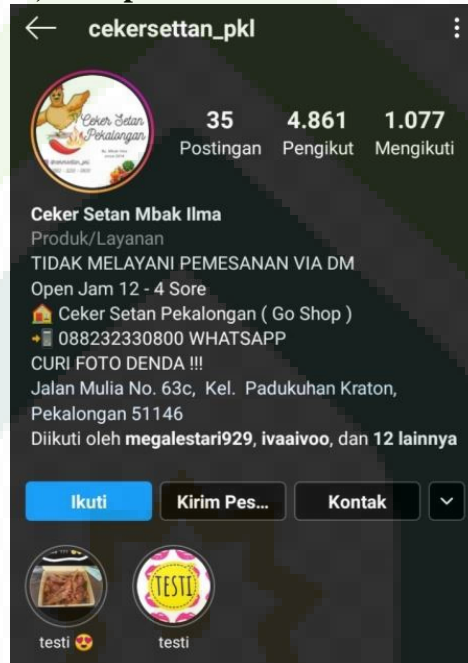 cekersettan_pkl
Ceker Setan
Pekalongan
35 4.861 1.077
Postingan Pengikut Mengikuti
Ceker Setan Mbak Ilma
Produk/Layanan
TIDAK MELAYANI PEMESANAN VIA DM
Open Jam 12 - 4 Sore
Ceker Setan Pekalongan ( Go Shop )
088232330800 WHATSAPP
CURI FOTO DENDA !!!
Jalan Mulia No. 63c, Kel. Padukuhan Kraton,
Pekalongan 51146
Diikuti oleh megalestari929, ivaaivoo, dan 12 lainnya
Ikuti Kirim Pes... Kontak
TESTI
testi 😍 testi